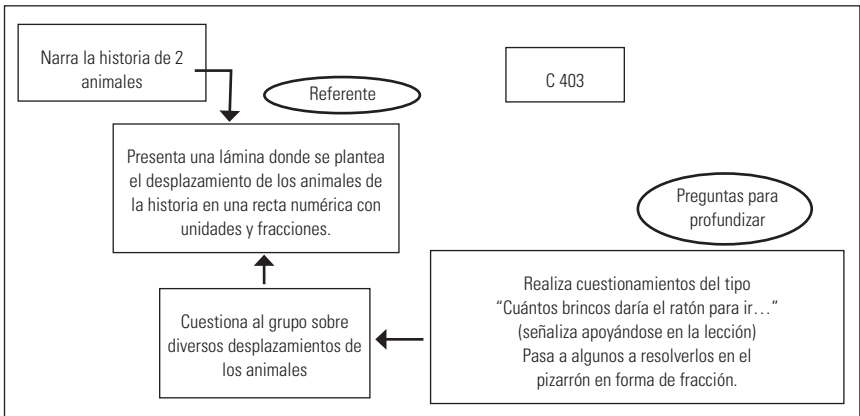 Narra la historia de 2
animales
Referente
C 403
Presenta una lámina donde se plantea
el desplazamiento de los animales de
la historia en una recta numérica con
unidades y fracciones.
Preguntas para
profundizar
Cuestiona al grupo sobre
diversos desplazamientos de
los animales
Realiza cuestionamientos del tipo
“Cuántos brincos daría el ratón para ir…”
(señaliza apoyándose en la lección)
Pasa a algunos a resolverlos en el
pizarrón en forma de fracción.